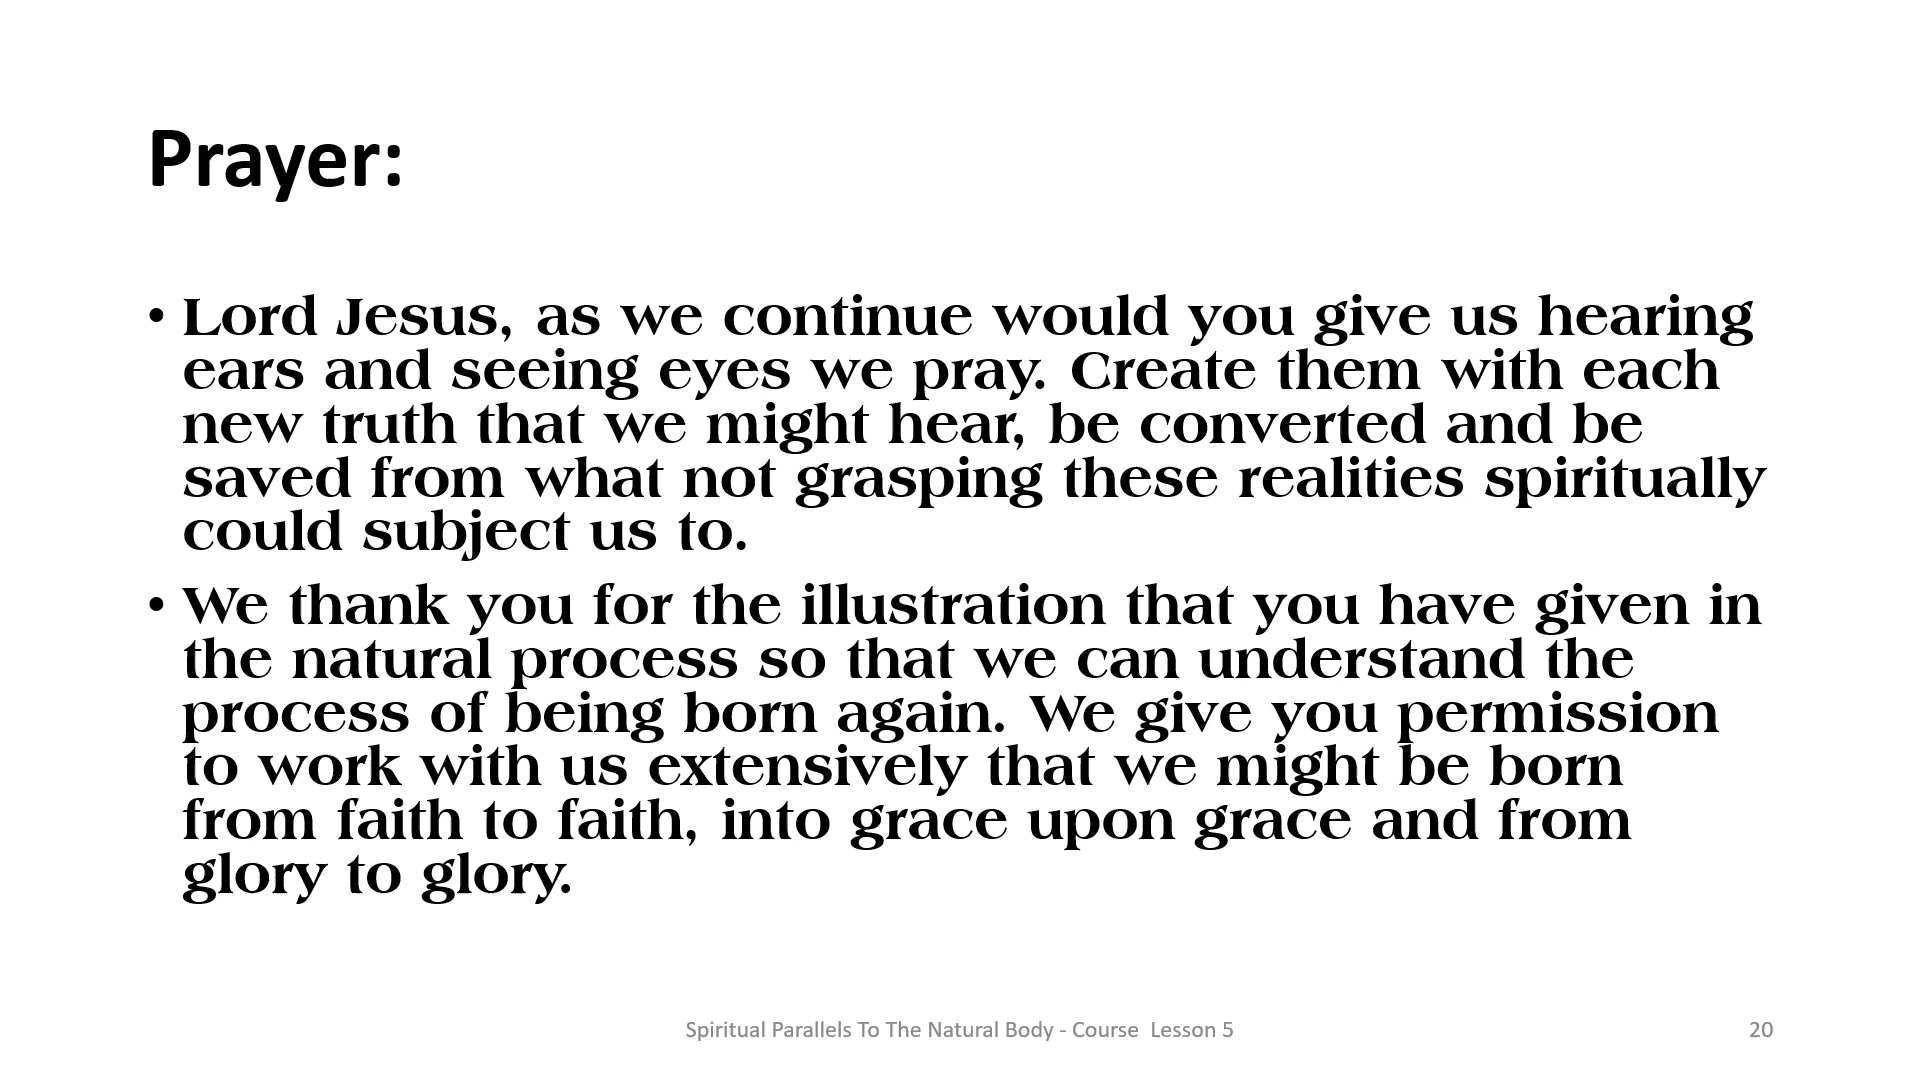 Prayer:
• Lord Jesus, as we continue would you give us hearing
ears and seeing eyes we pray. Create them with each
new truth that we might hear, be converted and be
saved from what not grasping these realities spiritually
could subject us to.
• We thank you for the illustration that you have given in
the natural process so that we can understand the
process of being born again. We give you permission
to work with us extensively that we might be born
from faith to faith, into grace upon grace and from
glory to glory.
Spiritual Parallels To The Natural Body - Course  Lesson 5
20